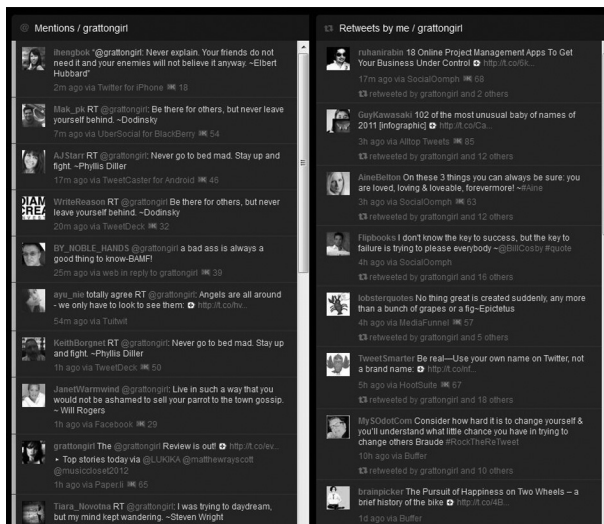 @ Mentions / grattongirl
ihengbok "@grattongirl: Never explain. Your friends do not
need it and your enemies will not believe it anyway. ~Elbert
Hubbard"
2m ago via Twitter for iPhone 18
Mak_pk RT @grattongirl: Be there for others, but never leave
yourself behind. ~Dodinsky
7m ago via UberSocial for BlackBerry 54
AJStarr RT @grattongirl: Never go to bed mad. Stay up and
fight. ~Phyllis Diller
17m ago via TweetCaster for Android 45
WriteReason RT @grattongirl Be there for others, but never
leave yourself behind. ~Dodinsky
20m ago via TweetDeck 32
BY_NOBLE_HANDS @grattongirl a bad ass is always a
good thing to know-BAMF!
25m ago via web in reply to grattongirl 39
ayu_nie totally agree RT @grattongirl: Angels are all around
- we only have to look to see them: http://t.co/hv...
54m ago via Tuitwit
KeithBorgnet RT @grattongirl: Never go to bed mad. Stay up
and fight. ~Phyllis Diller
1h ago via TweetDeck 50
JanetWarmwind @grattongirl: Live in such a way that you
would not be ashamed to sell your parrot to the town gossip.
~ Will Rogers
1h ago via Facebook 29
grattongirl The @grattongirl Review is out! http://t.co/ev...
▸ Top stories today via @LUKIKA @matthewrayscott
@musiccloset2012
1h ago via Paper.li 65
Tiara_Novotna RT @grattongirl: I was trying to daydream,
but my mind kept wandering. ~Steven Wright
Retweets by me / grattongirl
ruhanirabin 18 Online Project Management Apps To Get
Your Business Under Control http://t.co/6k...
17m ago via SocialOomph 68
retweeted by grattongirl and 2 others
GuyKawasaki 102 of the most unusual baby names of
2011 [infographic] http://t.co/Ca...
3h ago via Alltop Tweets 85
retweeted by grattongirl and 12 others
AineBelton On these 3 things you can always be sure: you
are loved, loving & loveable, forevermore! ~#Aine
3h ago via SocialOomph 63
retweeted by grattongirl and 12 others
Flipbooks I don't know the key to success, but the key to
failure is trying to please everybody ~@BillCosby #quote
4h ago via SocialOomph
retweeted by grattongirl and 16 others
lobsterquotes No thing great is created suddenly, any more
than a bunch of grapes or a fig~Epictetus
4h ago via MediaFunnel 57
retweeted by grattongirl and 5 others
TweetSmarter Be real—Use your own name on Twitter, not
a brand name: http://t.co/nf...
5h ago via HootSuite 67
retweeted by grattongirl and 18 others
MySOdotCom Consider how hard it is to change yourself &
you'll understand what little chance you have in trying to
change others Braude #RockTheReTweet
10h ago via Buffer
retweeted by grattongirl and 10 others
brainpicker The Pursuit of Happiness on Two Wheels – a
brief history of the bike http://t.co/4B...
1d ago via Buffer